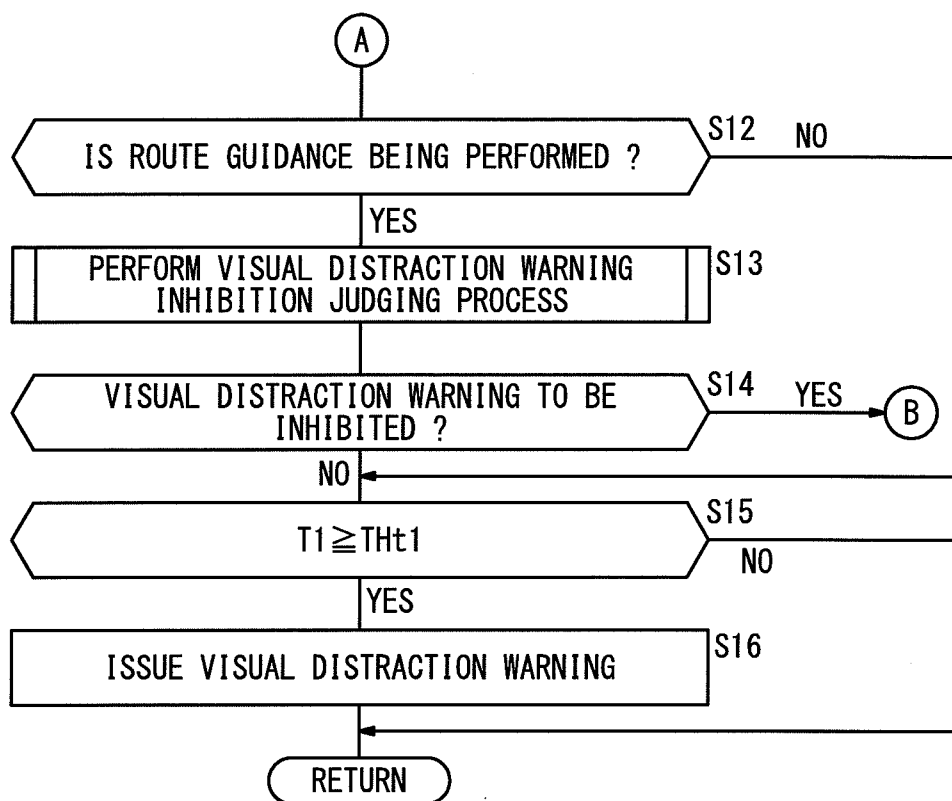 A
IS ROUTE GUIDANCE BEING PERFORMED ?
S12
NO
YES
PERFORM VISUAL DISTRACTION WARNING
INHIBITION JUDGING PROCESS
S13
VISUAL DISTRACTION WARNING TO BE
INHIBITED ?
S14
YES
B
NO
T1≧THt1
S15
NO
YES
ISSUE VISUAL DISTRACTION WARNING
S16
RETURN